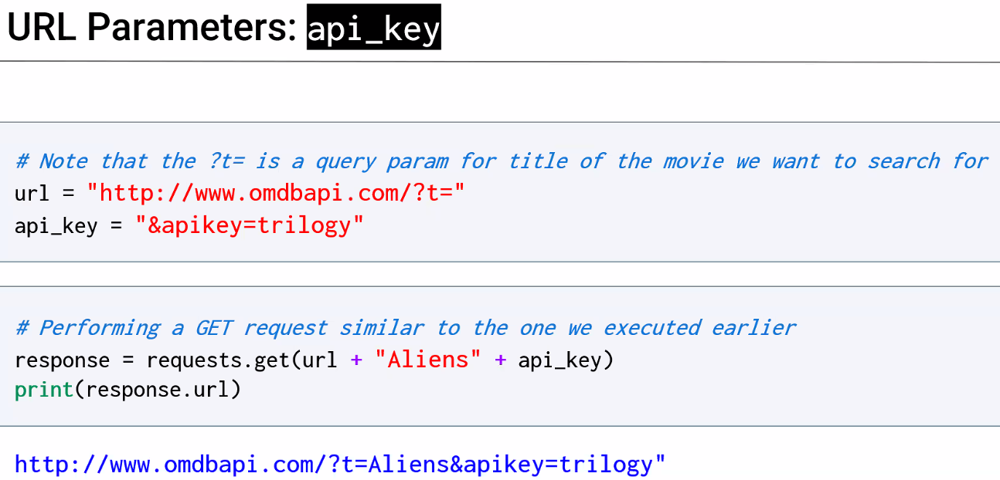 URL Parameters: api_key
# Note that the ?t= is a query param for title of the movie we want to search for
url = "http://www.omdbapi.com/?t="
api_key = "&apikey=trilogy"
# Performing a GET request similar to the one we executed earlier
response = requests.get(url + "Aliens" + api_key)
print(response.url)
http://www.omdbapi.com/?t=Aliens&apikey=trilogy"